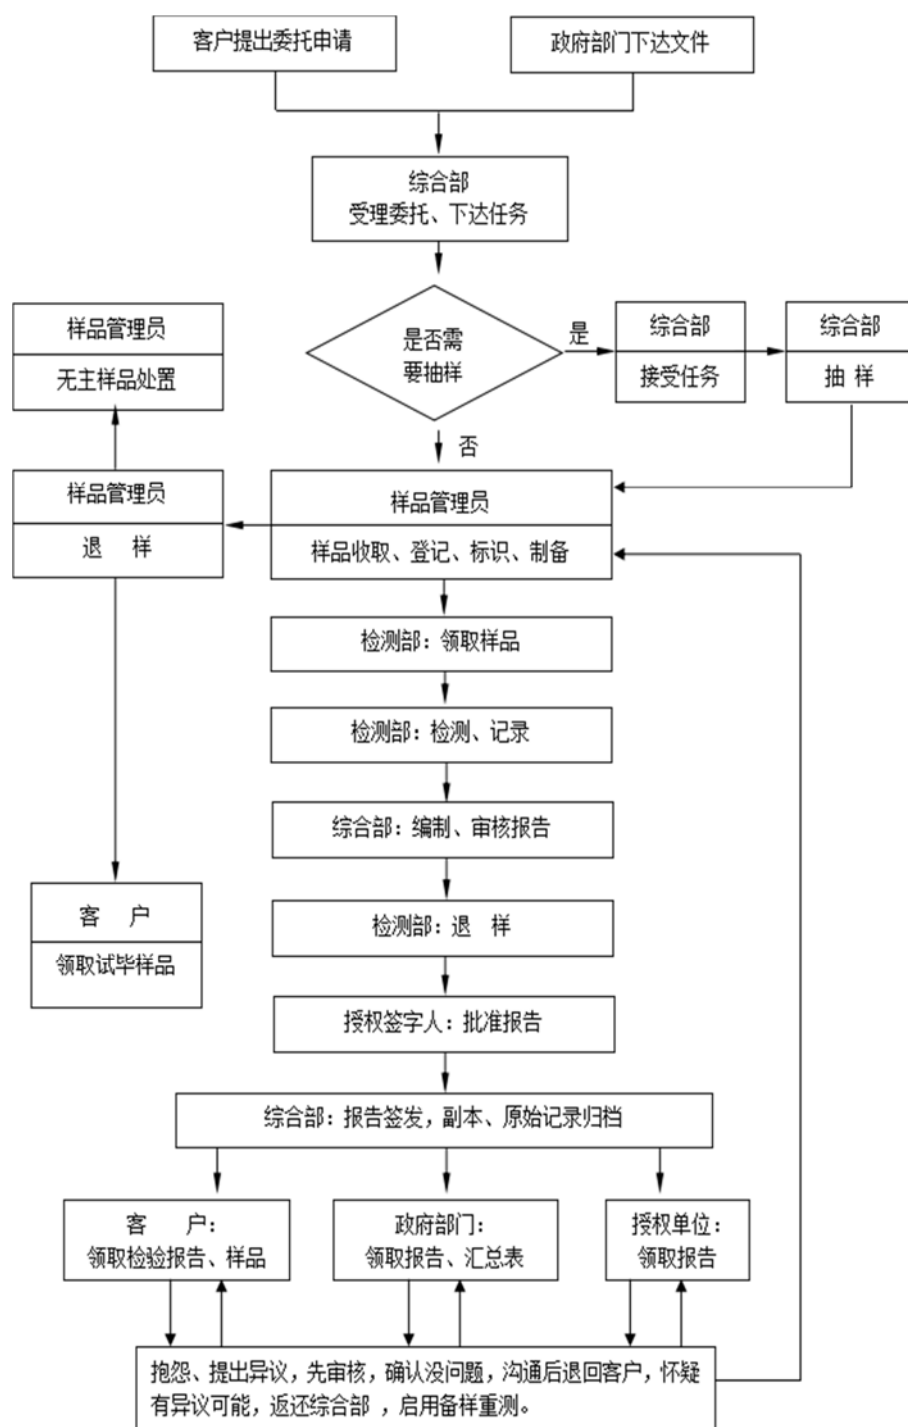 客户提出委托申请
政府部门下达文件
综合部
受理委托、下达任务
是否需
要抽样
是
综合部
接受任务
综合部
抽 样
否
样品管理员
无主样品处置
样品管理员
退 样
样品管理员
样品收取、登记、标识、制备
检测部：领取样品
检测部：检测、记录
综合部：编制、审核报告
检测部：退 样
客 户
领取试毕样品
授权签字人：批准报告
综合部：报告签发，副本、原始记录归档
客 户：
领取检验报告、样品
政府部门：
领取报告、汇总表
授权单位：
领取报告
抱怨、提出异议，先审核，确认没问题，沟通后退回客户，怀疑
有异议可能，返还综合部 ，启用备样重测。